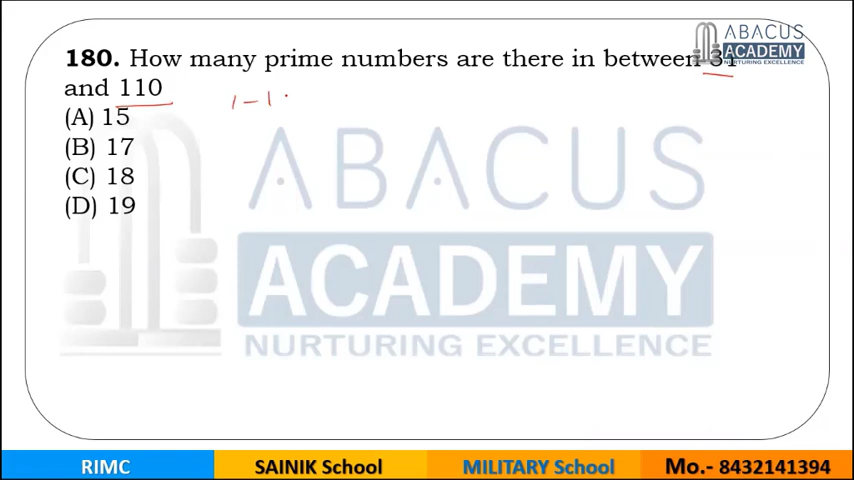 ABACUS
ACADEMY
NURTURING EXCELLENCE
180. How many prime numbers are there in between 31
and 110
1-1
(A) 15
(B) 17
(C) 18
(D) 19
ABACUS
ACADEMY
NURTURING EXCELLENCE
RIMC
SAINIK School
MILITARY School
Mo.- 8432141394